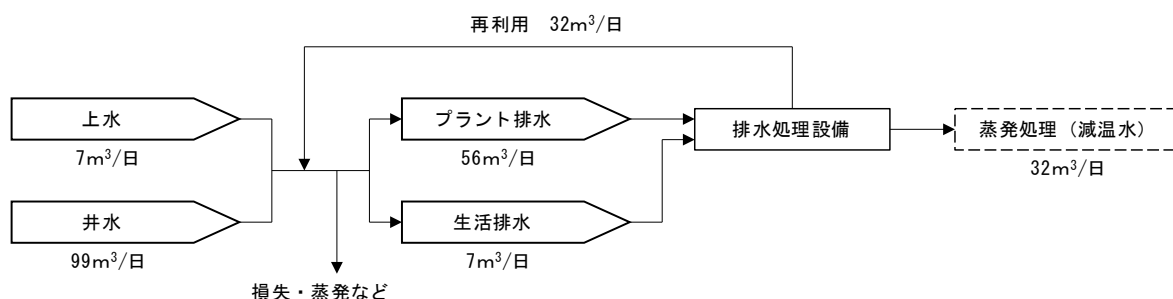 再利用　32m³/日
上水
7m³/日
井水
99m³/日
損失・蒸発など
プラント排水
56m³/日
生活排水
7m³/日
排水処理設備
蒸発処理（減温水）
32m³/日